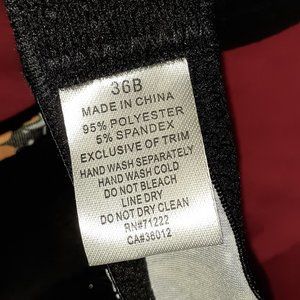 36B
MADE IN CHINA
95% POLYESTER
5% SPANDEX
EXCLUSIVE OF TRIM
HAND WASH SEPARATELY
HAND WASH COLD
DO NOT BLEACH
LINE DRY
DO NOT DRY CLEAN
RN#71222
CA#36012